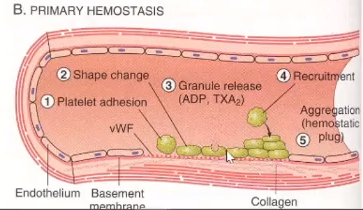 B. PRIMARY HEMOSTASIS
2 Shape change
3 Granule release
(ADP, TXA₂)
4 Recruitment
1 Platelet adhesion
vWF
Aggregation
(hemostatic
plug)
5
Endothelium
Basement
membrane
Collagen